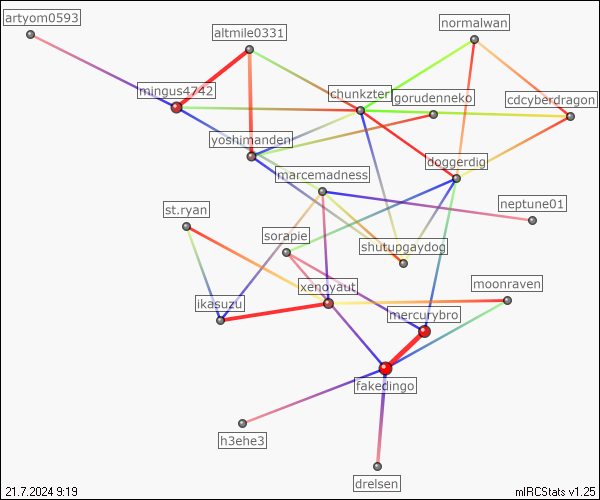 artyom0593
normalwan
altmile0331
mingus4742
chunkzter
gorudenneko
cdcyberdragon
yoshimanden
doggerdig
marcemadness
neptune01
st.ryan
sorapie
shutupgaydog
xenoyaut
moonraven
ikasuzu
mercurybro
fakedingo
h3ehe3
drelsen
21.7.2024 9:19
mIRCStats v1.25